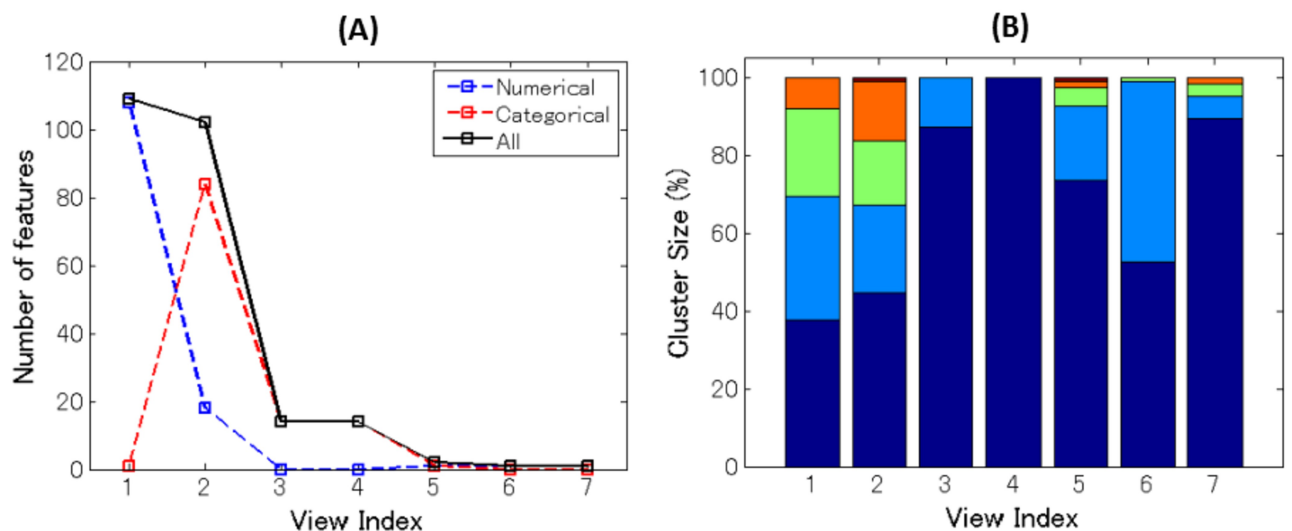 (A)
Number of features
120
100
80
60
40
20
0
Numerical
Categorical
All
1 2 3 4 5 6 7
View Index
(B)
Cluster Size (%)
100
80
60
40
20
0
1 2 3 4 5 6 7
View Index